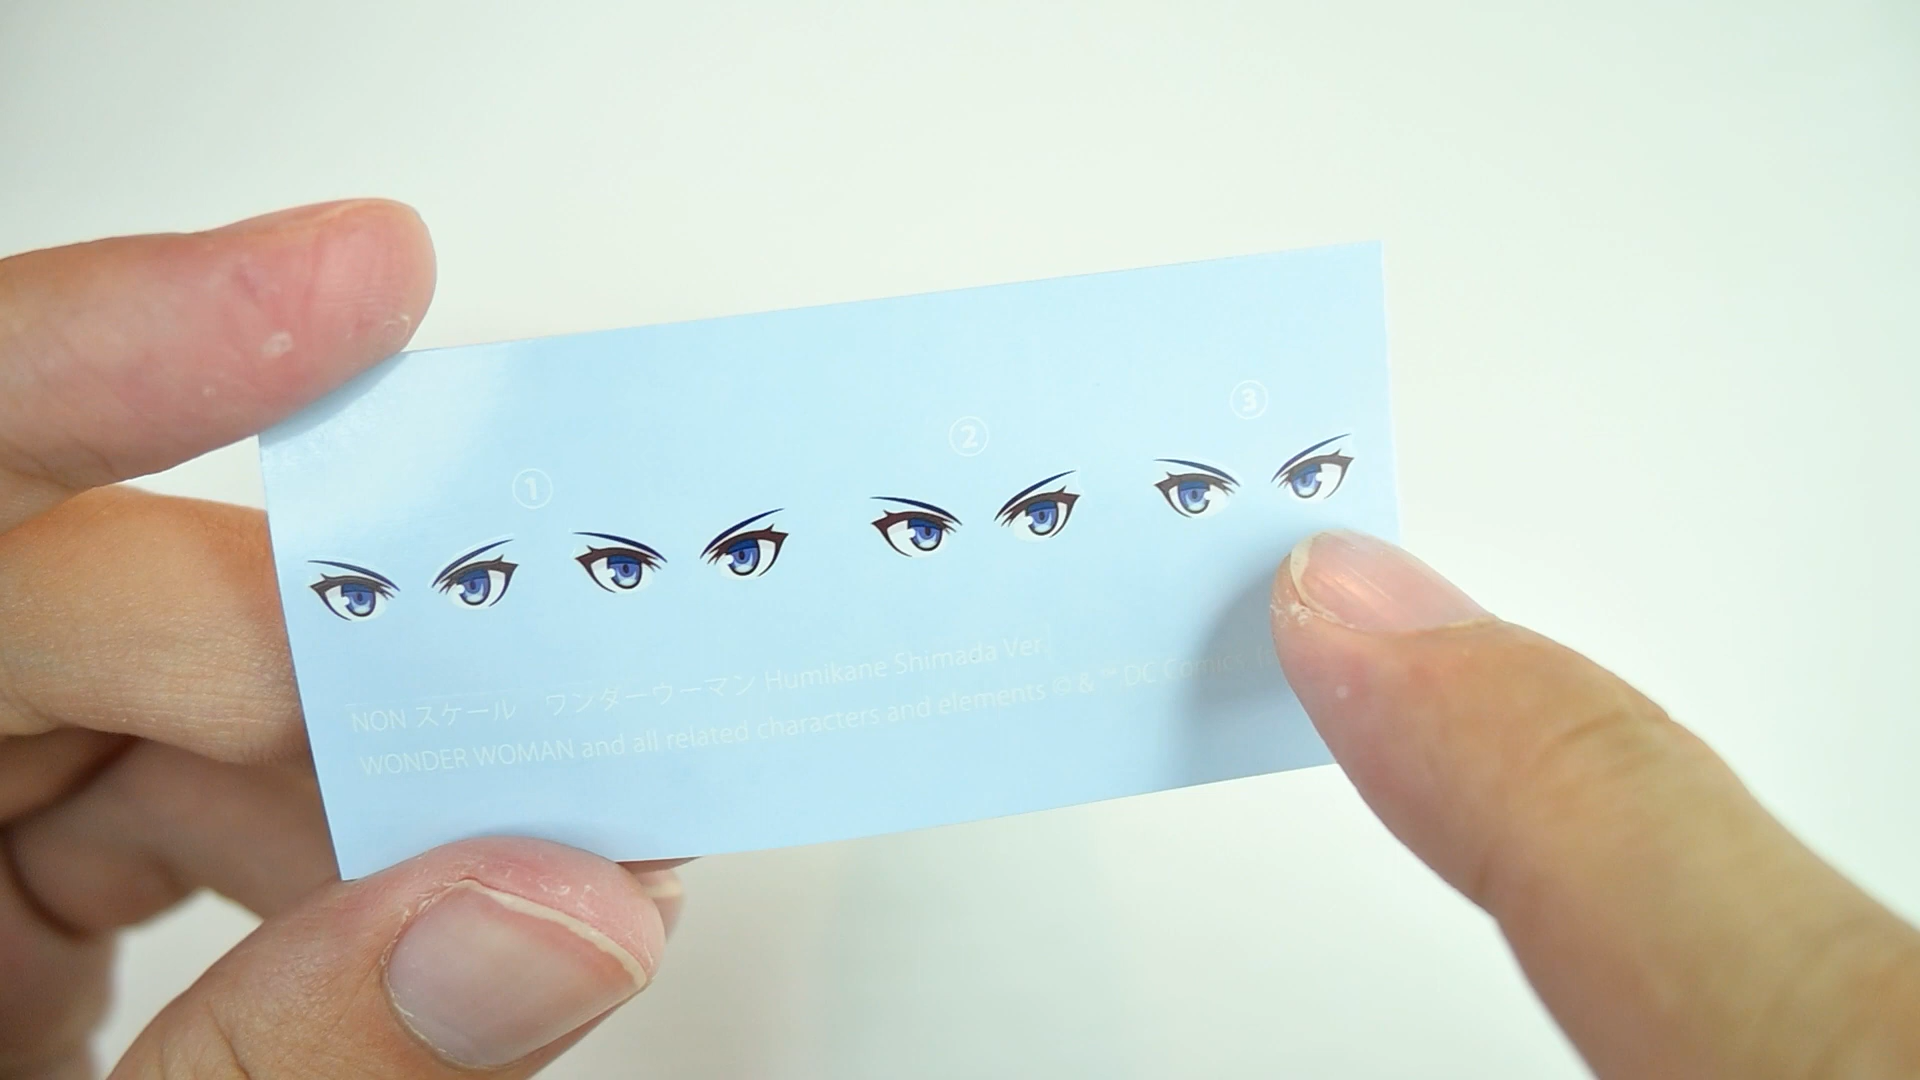 ①
②
③
NON スケール ワンダーウーマン Humikane Shimada Ver.
WONDER WOMAN and all related characters and elements © & ™ DC Comics.